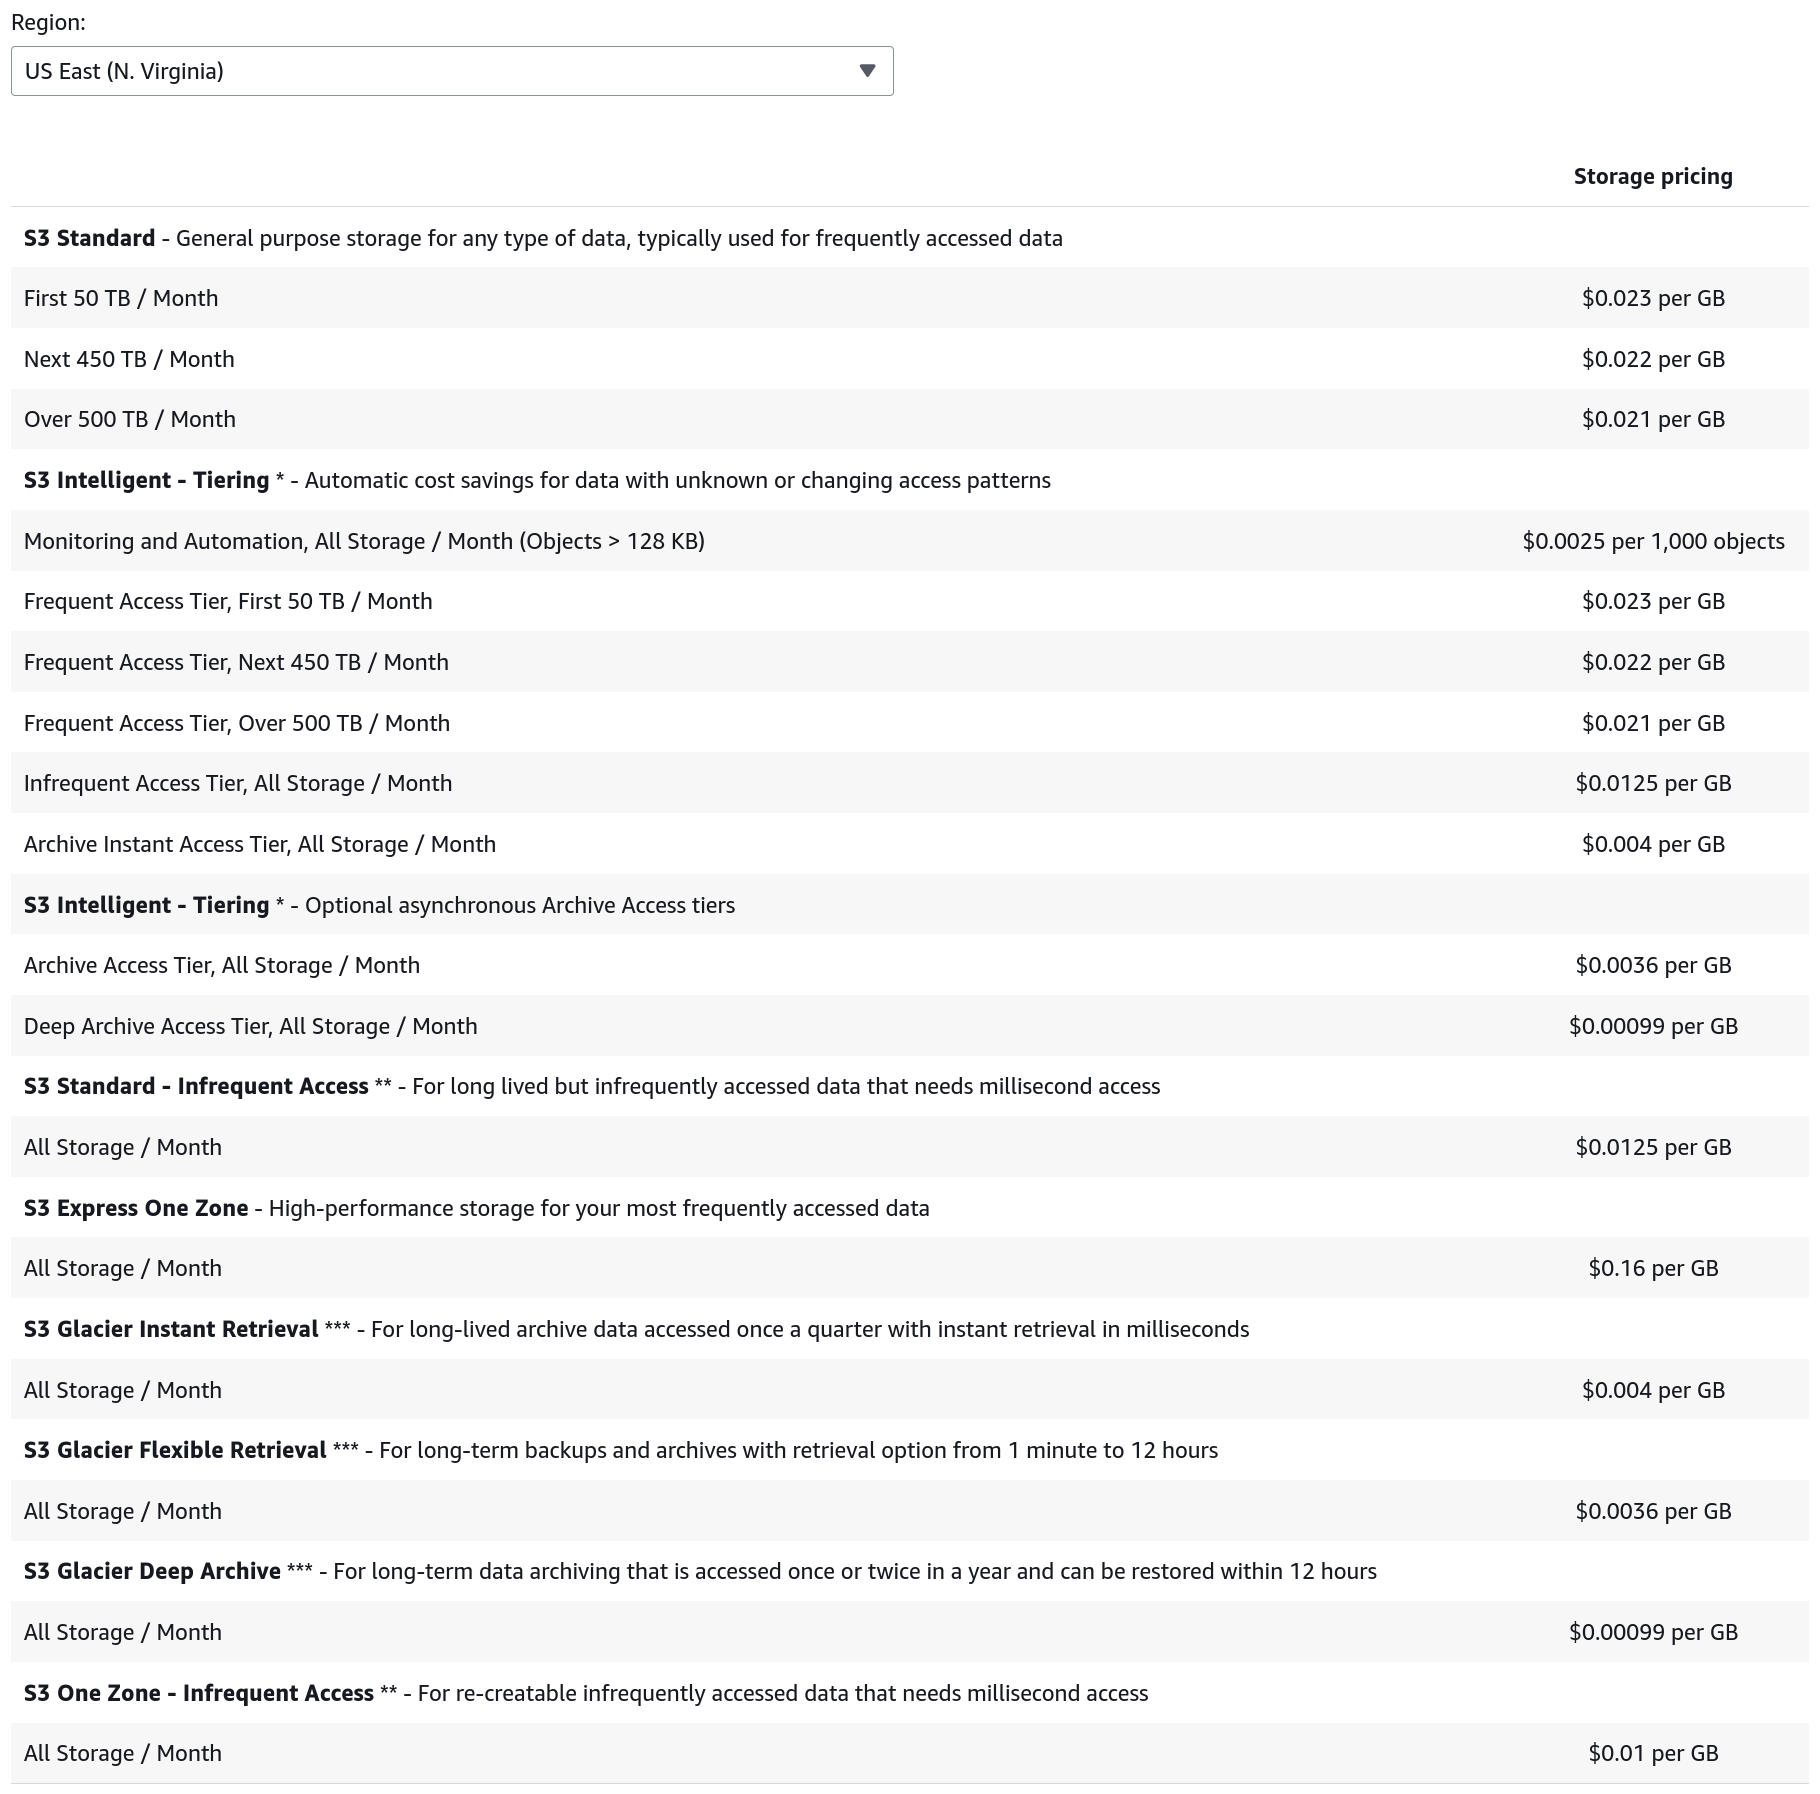 Region:
US East (N. Virginia)
Storage pricing
S3 Standard - General purpose storage for any type of data, typically used for frequently accessed data
First 50 TB / Month $0.023 per GB
Next 450 TB / Month $0.022 per GB
Over 500 TB / Month $0.021 per GB
S3 Intelligent - Tiering * - Automatic cost savings for data with unknown or changing access patterns
Monitoring and Automation, All Storage / Month (Objects > 128 KB) $0.0025 per 1,000 objects
Frequent Access Tier, First 50 TB / Month $0.023 per GB
Frequent Access Tier, Next 450 TB / Month $0.022 per GB
Frequent Access Tier, Over 500 TB / Month $0.021 per GB
Infrequent Access Tier, All Storage / Month $0.0125 per GB
Archive Instant Access Tier, All Storage / Month $0.004 per GB
S3 Intelligent - Tiering * - Optional asynchronous Archive Access tiers
Archive Access Tier, All Storage / Month $0.0036 per GB
Deep Archive Access Tier, All Storage / Month $0.00099 per GB
S3 Standard - Infrequent Access ** - For long lived but infrequently accessed data that needs millisecond access
All Storage / Month $0.0125 per GB
S3 Express One Zone - High-performance storage for your most frequently accessed data
All Storage / Month $0.16 per GB
S3 Glacier Instant Retrieval *** - For long-lived archive data accessed once a quarter with instant retrieval in milliseconds
All Storage / Month $0.004 per GB
S3 Glacier Flexible Retrieval *** - For long-term backups and archives with retrieval option from 1 minute to 12 hours
All Storage / Month $0.0036 per GB
S3 Glacier Deep Archive *** - For long-term data archiving that is accessed once or twice in a year and can be restored within 12 hours
All Storage / Month $0.00099 per GB
S3 One Zone - Infrequent Access ** - For re-creatable infrequently accessed data that needs millisecond access
All Storage / Month $0.01 per GB